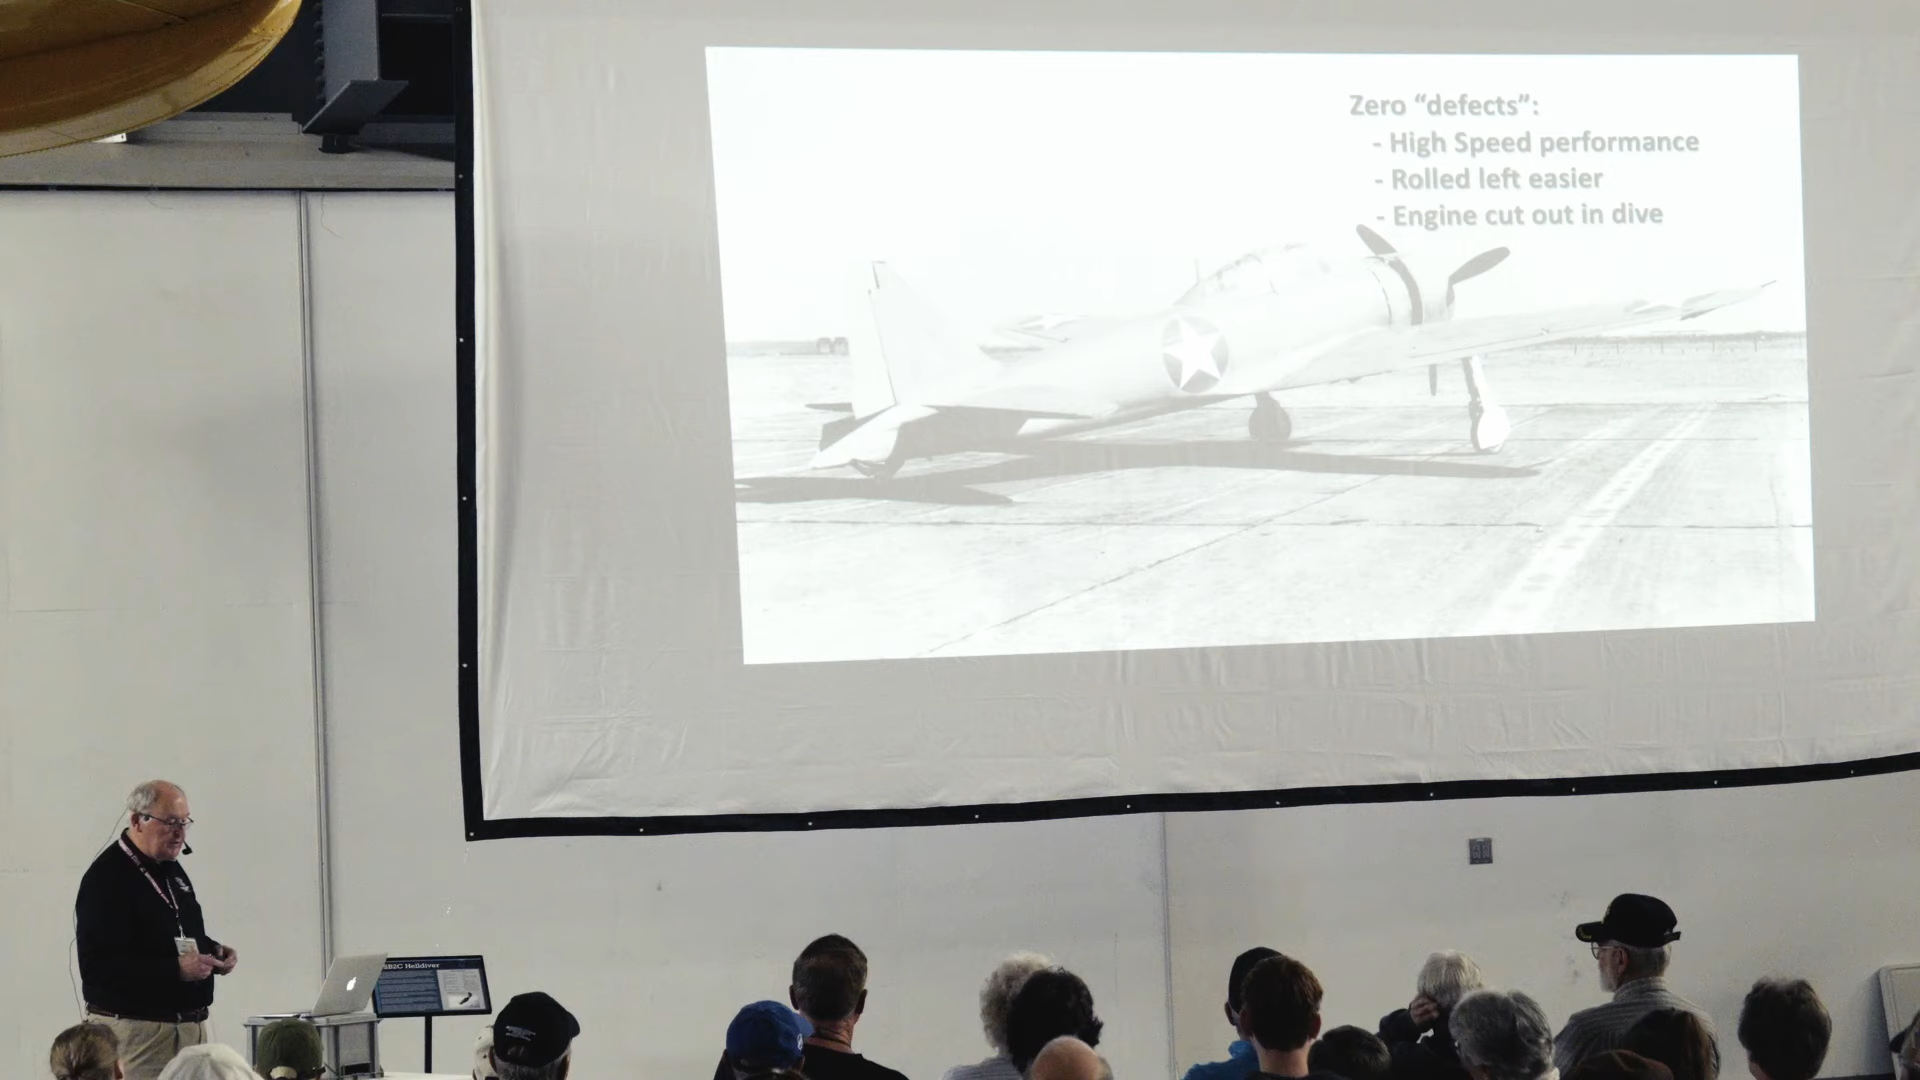 Zero “defects”:
- High Speed performance
- Rolled left easier
- Engine cut out in dive
SB2C Helldiver